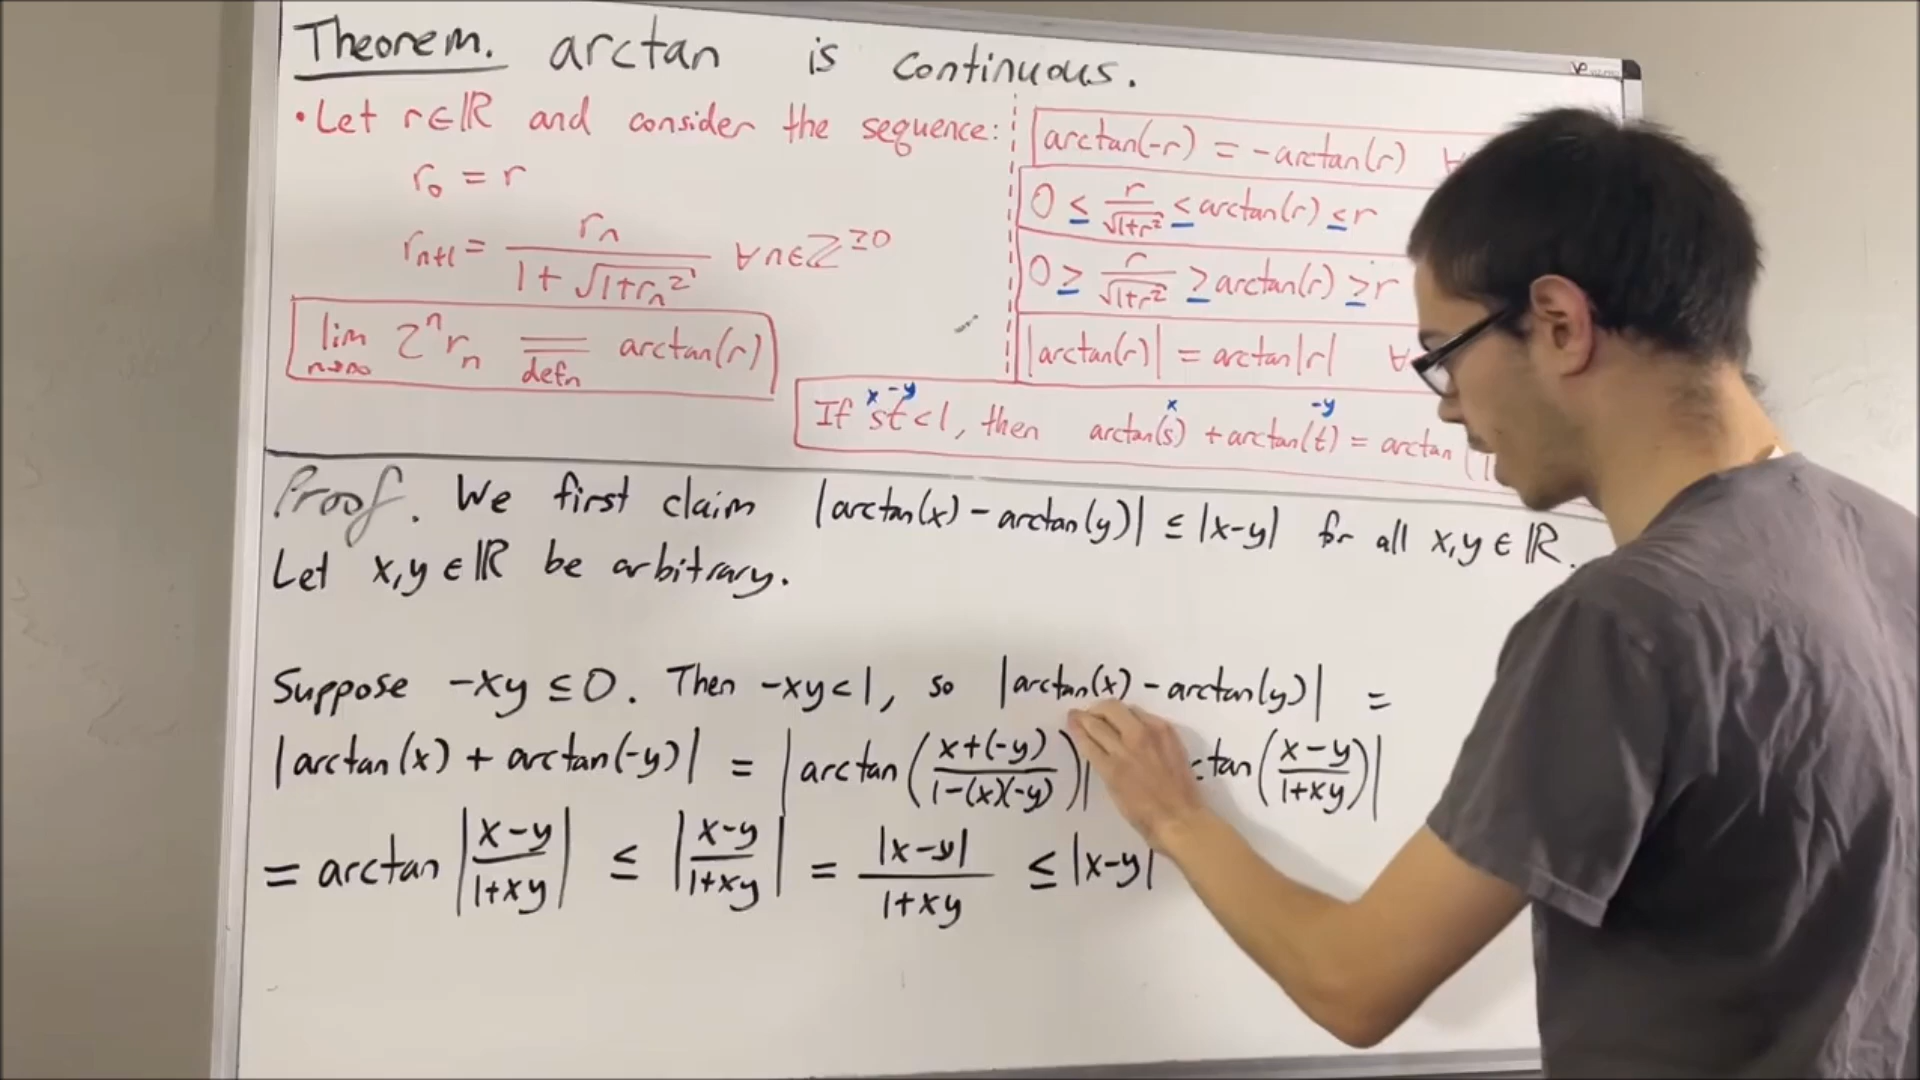 Theorem. arctan is continuous.
• Let r∈ℝ and consider the sequence:
r₀ = r
rₙ₊₁ = rₙ / (1 + √(1+rₙ²)) ∀n∈ℤ^≥0
lim n→∞ 2ⁿ rₙ = defn arctan(r)
arctan(-r) = -arctan(r) ∀
0 ≤ r/√(1+r²) ≤ arctan(r) ≤ r
0 ≥ r/√(1+r²) ≥ arctan(r) ≥ r
|arctan(r)| = arctan|r| ∀
x -y x -y
If st<1, then arctan(s) + arctan(t) = arctan (
Proof. We first claim |arctan(x) - arctan(y)| ≤ |x-y| for all x,y ∈ ℝ.
Let x,y ∈ ℝ be arbitrary.
Suppose -xy ≤ 0. Then -xy<1, so |arctan(x) - arctan(y)| =
|arctan(x) + arctan(-y)| = |arctan((x+(-y))/(1-(x)(-y)))| ctan((x-y)/(1+xy))|
= arctan|(x-y)/(1+xy)| ≤ |(x-y)/(1+xy)| = |x-y|/(1+xy) ≤ |x-y|